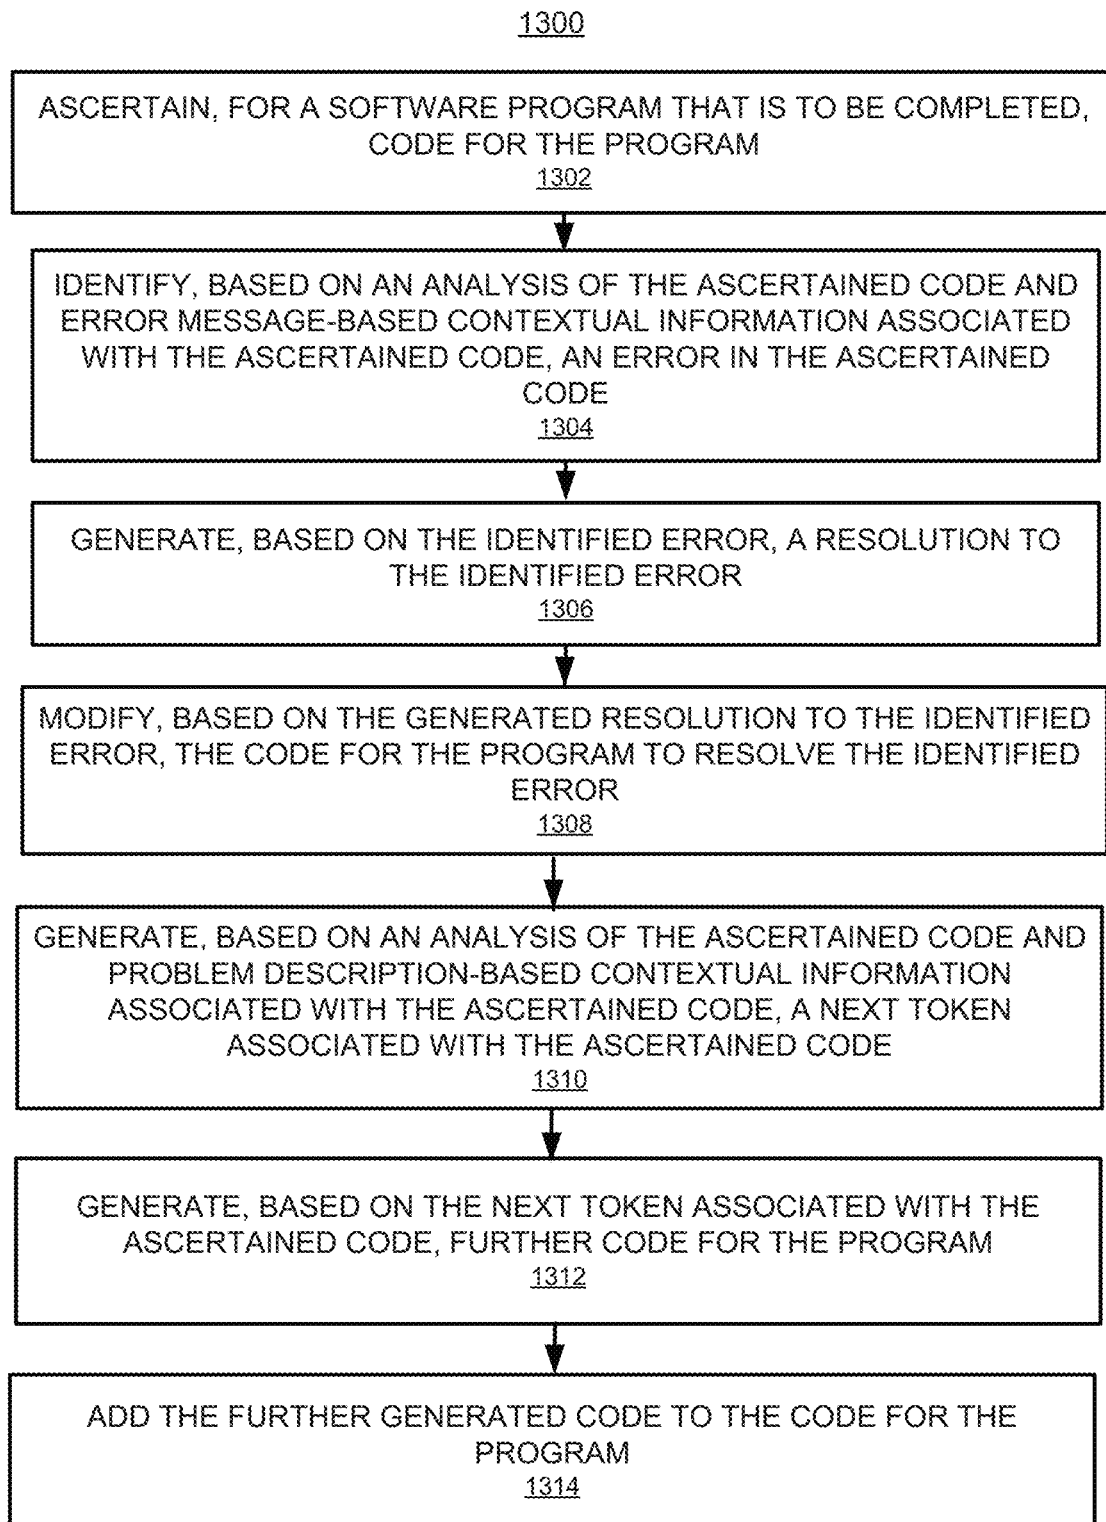 1300
ASCERTAIN, FOR A SOFTWARE PROGRAM THAT IS TO BE COMPLETED,
CODE FOR THE PROGRAM
1302
IDENTIFY, BASED ON AN ANALYSIS OF THE ASCERTAINED CODE AND
ERROR MESSAGE-BASED CONTEXTUAL INFORMATION ASSOCIATED
WITH THE ASCERTAINED CODE, AN ERROR IN THE ASCERTAINED
CODE
1304
GENERATE, BASED ON THE IDENTIFIED ERROR, A RESOLUTION TO
THE IDENTIFIED ERROR
1306
MODIFY, BASED ON THE GENERATED RESOLUTION TO THE IDENTIFIED
ERROR, THE CODE FOR THE PROGRAM TO RESOLVE THE IDENTIFIED
ERROR
1308
GENERATE, BASED ON AN ANALYSIS OF THE ASCERTAINED CODE AND
PROBLEM DESCRIPTION-BASED CONTEXTUAL INFORMATION
ASSOCIATED WITH THE ASCERTAINED CODE, A NEXT TOKEN
ASSOCIATED WITH THE ASCERTAINED CODE
1310
GENERATE, BASED ON THE NEXT TOKEN ASSOCIATED WITH THE
ASCERTAINED CODE, FURTHER CODE FOR THE PROGRAM
1312
ADD THE FURTHER GENERATED CODE TO THE CODE FOR THE
PROGRAM
1314